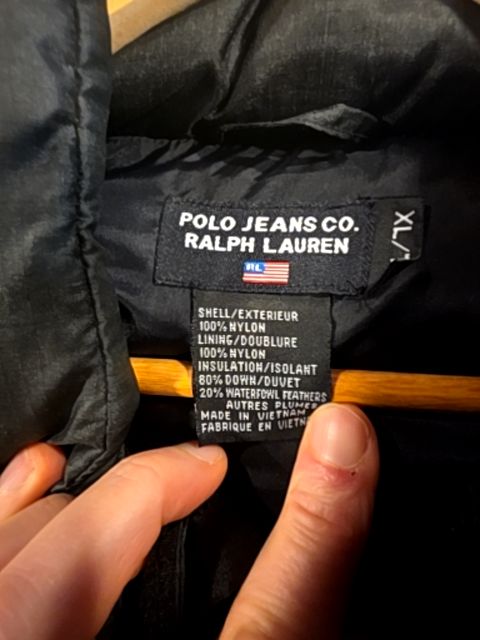 POLO JEANS CO.
RALPH LAUREN
RL
XL/
SHELL/EXTERIEUR
100% NYLON
LINING/DOUBLURE
100% NYLON
INSULATION/ISOLANT
80% DOWN/DUVET
20% WATERFOWL FEATHERS
AUTRES PLUMES
MADE IN VIETNAM
FABRIQUE EN VIETN